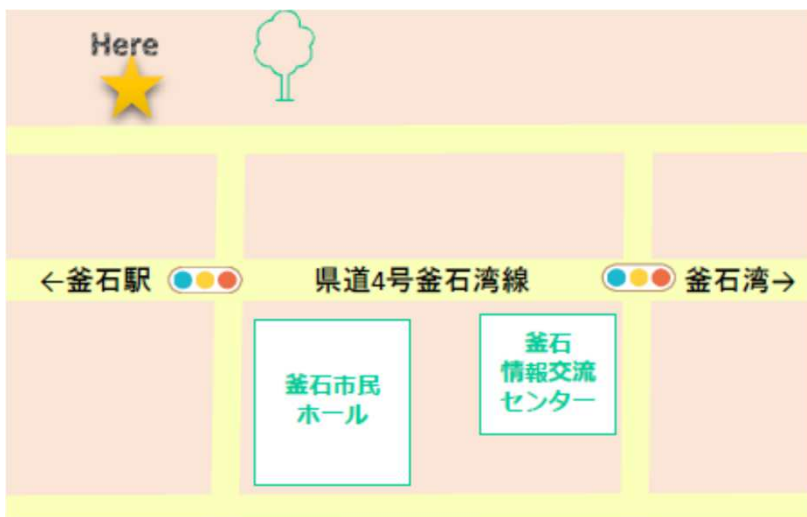 Here
←釜石駅
県道4号釜石湾線
釜石湾→
釜石市民
ホール
釜石
情報交流
センター